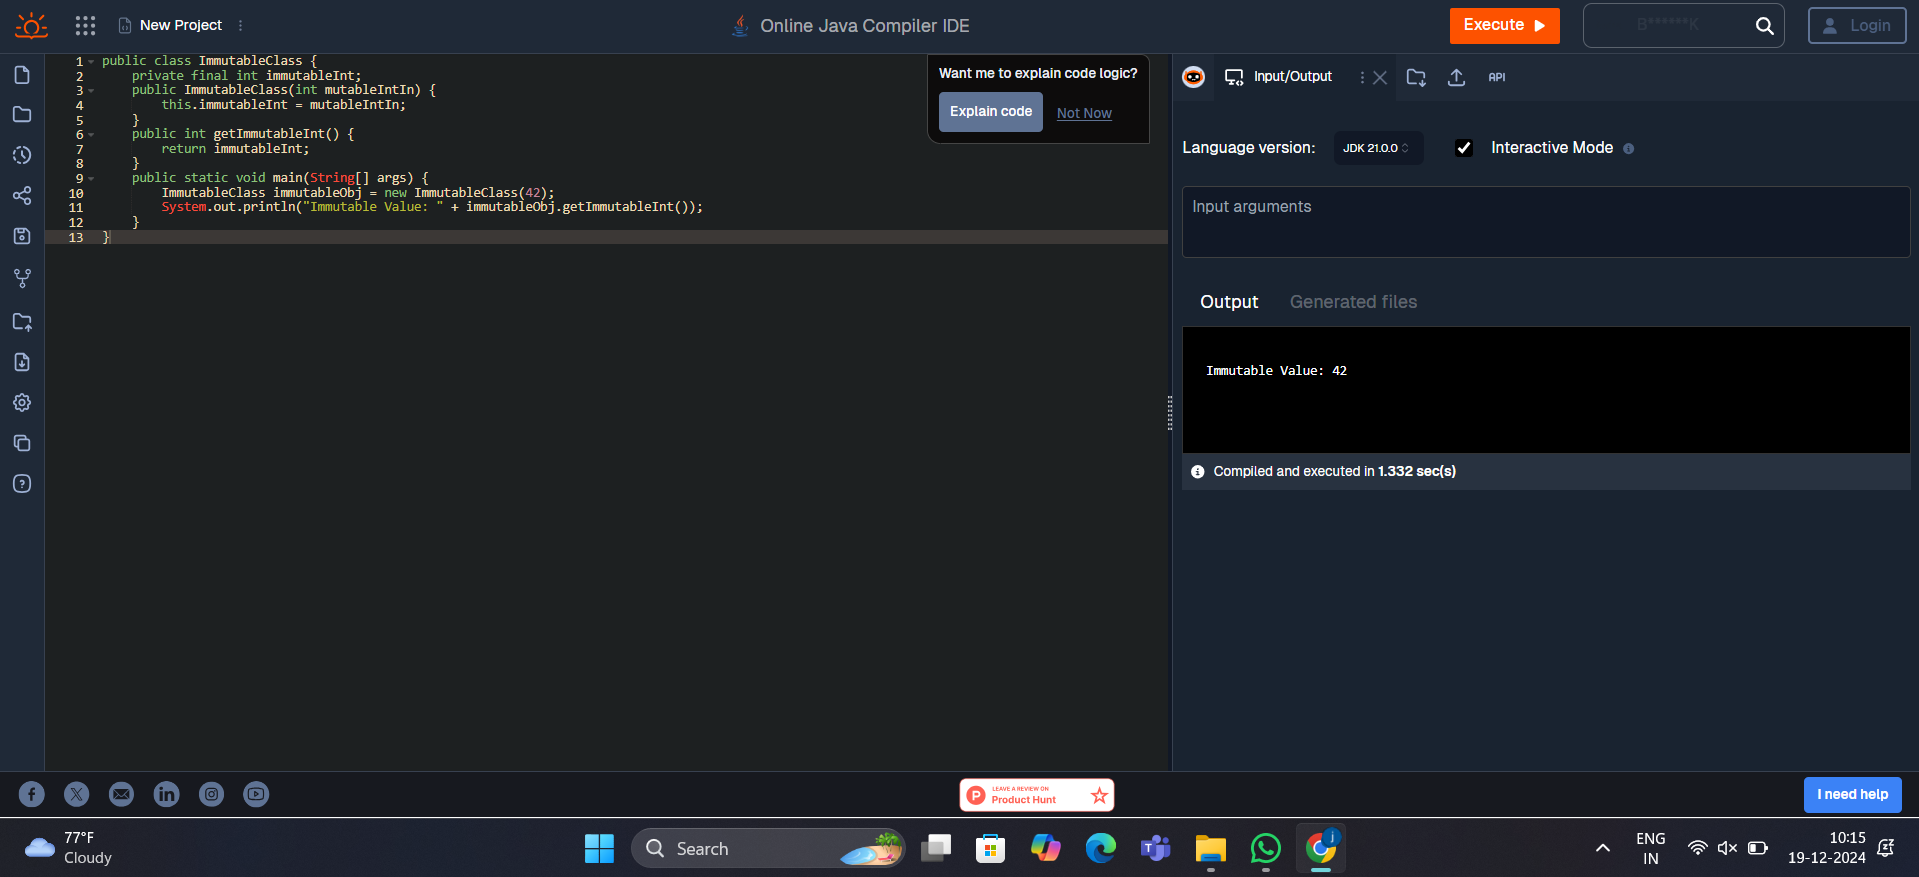 New Project
Online Java Compiler IDE
Execute
Login
1 public class ImmutableClass {
2     private final int immutableInt;
3     public ImmutableClass(int mutableIntIn) {
4         this.immutableInt = mutableIntIn;
5     }
6     public int getImmutableInt() {
7         return immutableInt;
8     }
9     public static void main(String[] args) {
10         ImmutableClass immutableObj = new ImmutableClass(42);
11         System.out.println("Immutable Value: " + immutableObj.getImmutableInt());
12     }
13 }
Want me to explain code logic?
Explain code Not Now
Input/Output
API
Language version: JDK 21.0.0 Interactive Mode
Input arguments
Output Generated files
Immutable Value: 42
Compiled and executed in 1.332 sec(s)
LEAVE A REVIEW ON
Product Hunt
I need help
77°F
Cloudy
Search
ENG
IN
10:15
19-12-2024